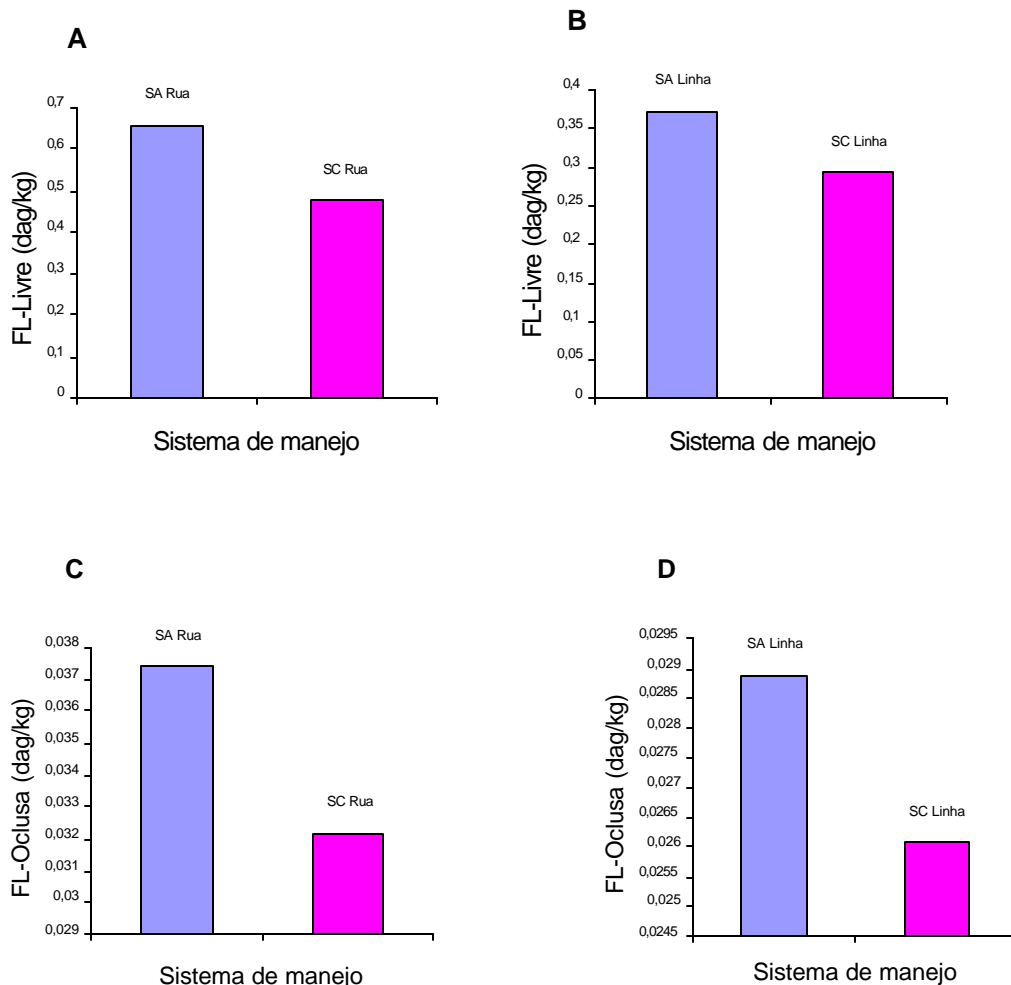 A
SA Rua
SC Rua
0,7
0,6
0,5
0,4
0,3
0,2
0,1
0
FL-Livre (dag/kg)
Sistema de manejo
B
SA Linha
SC Linha
0,4
0,35
0,3
0,25
0,2
0,15
0,1
0,05
0
FL-Livre (dag/kg)
Sistema de manejo
C
SA Rua
SC Rua
0,038
0,037
0,036
0,035
0,034
0,033
0,032
0,031
0,03
0,029
FL-Oclusa (dag/kg)
Sistema de manejo
D
SA Linha
SC Linha
0,0295
0,029
0,0285
0,028
0,0275
0,027
0,0265
0,026
0,0255
0,025
0,0245
FL-Oclusa (dag/kg)
Sistema de manejo